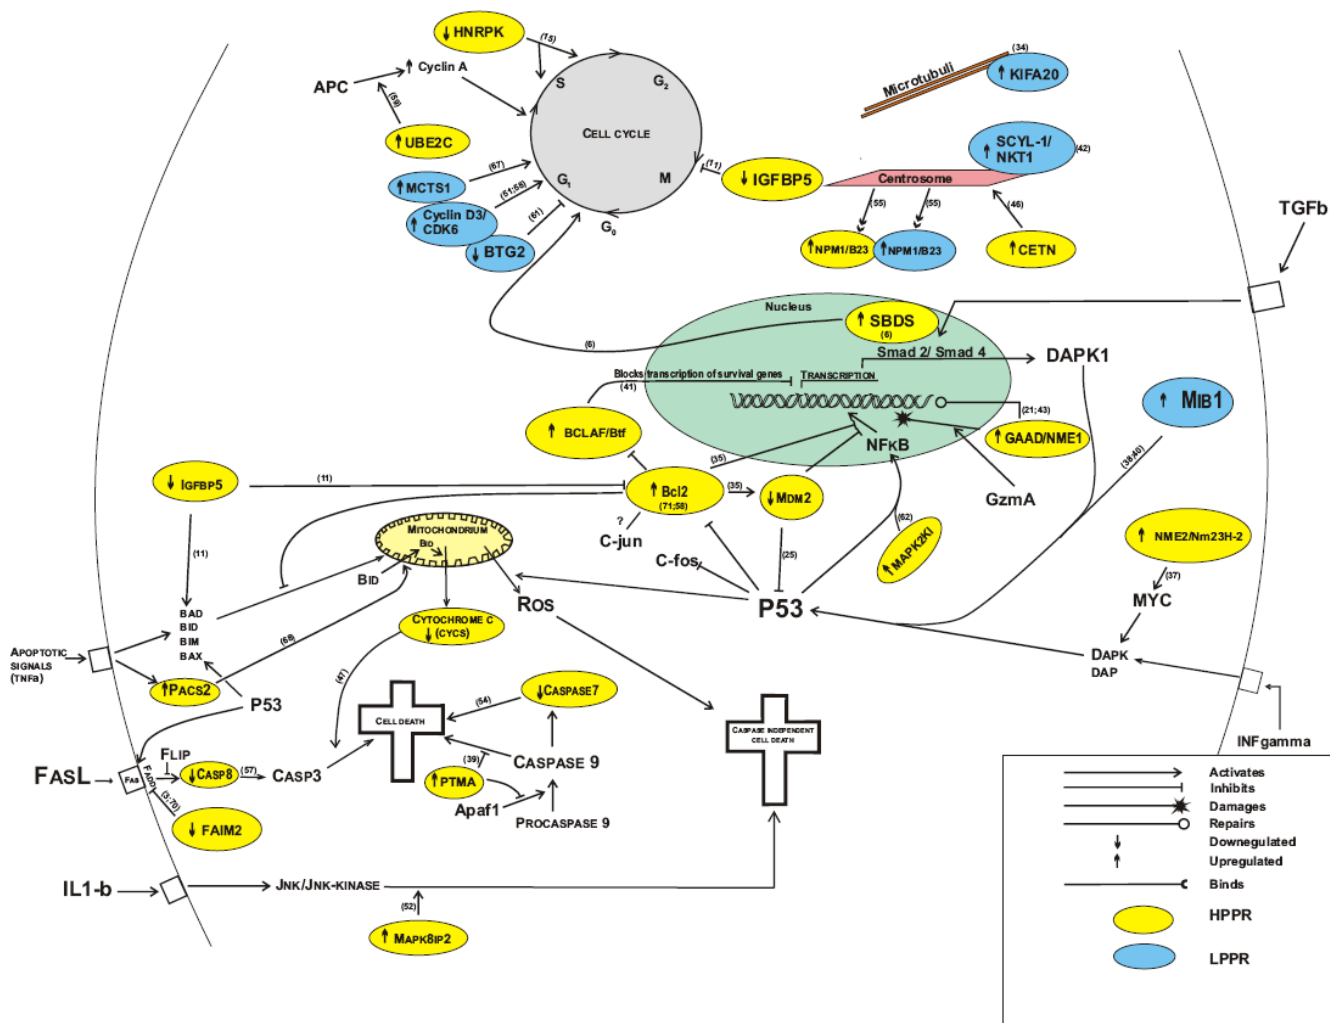 HNRPK
(15)
(34)
Cyclin A
APC
S
G2
Microtubuli
KIFA20
(59)
UBE2C
CELL CYCLE
SCYL-1/
NKT1
(42)
(67)
MCTS1
(51;58)
G1
M
(11)
IGFBP5
Centrosome
Cyclin D3/
CDK6
(61)
BTG2
G0
(55)
(55)
(46)
NPM1/B23
NPM1/B23
CETN
TGFb
Nucleus
SBDS
(6)
(6)
Smad 2/ Smad 4
DAPK1
Blocks transcription of survival genes
(41)
TRANSCRIPTION
MIB1
(21;43)
BCLAF/Btf
NFκB
GAAD/NME1
(35)
(38;40)
IGFBP5
(11)
Bcl2
(71;58)
(35)
MDM2
GzmA
?
C-jun
(62)
MAPK2KI
NME2/Nm23H-2
MITOCHONDRIUM
BID
BID
(11)
C-fos
(25)
(37)
MYC
ROS
P53
BAD
BID
BIM
BAX
CYTOCHROME C
(CYCS)
(68)
APOPTOTIC
SIGNALS
(TNFa)
DAPK
DAP
PACS2
P53
(47)
CASPASE7
(54)
CELL DEATH
CASPASE INDEPENDENT
CELL DEATH
INFgamma
FLIP
FASL
FAS
FADD
CASP8
(57)
CASP3
(39)
CASPASE 9
PTMA
(3;70)
Apaf1
PROCASPASE 9
FAIM2
IL1-b
JNK/JNK-KINASE
(52)
MAPK8IP2
Activates
Inhibits
Damages
Repairs
Downegulated
Upregulated
Binds
HPPR
LPPR